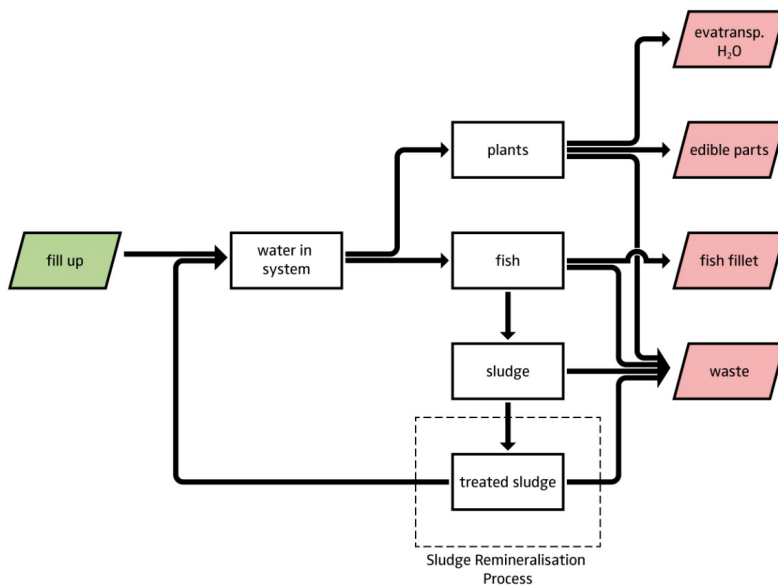 evatransp.
H₂O
plants
edible parts
fill up
water in
system
fish
fish fillet
sludge
waste
treated sludge
Sludge Remineralisation
Process